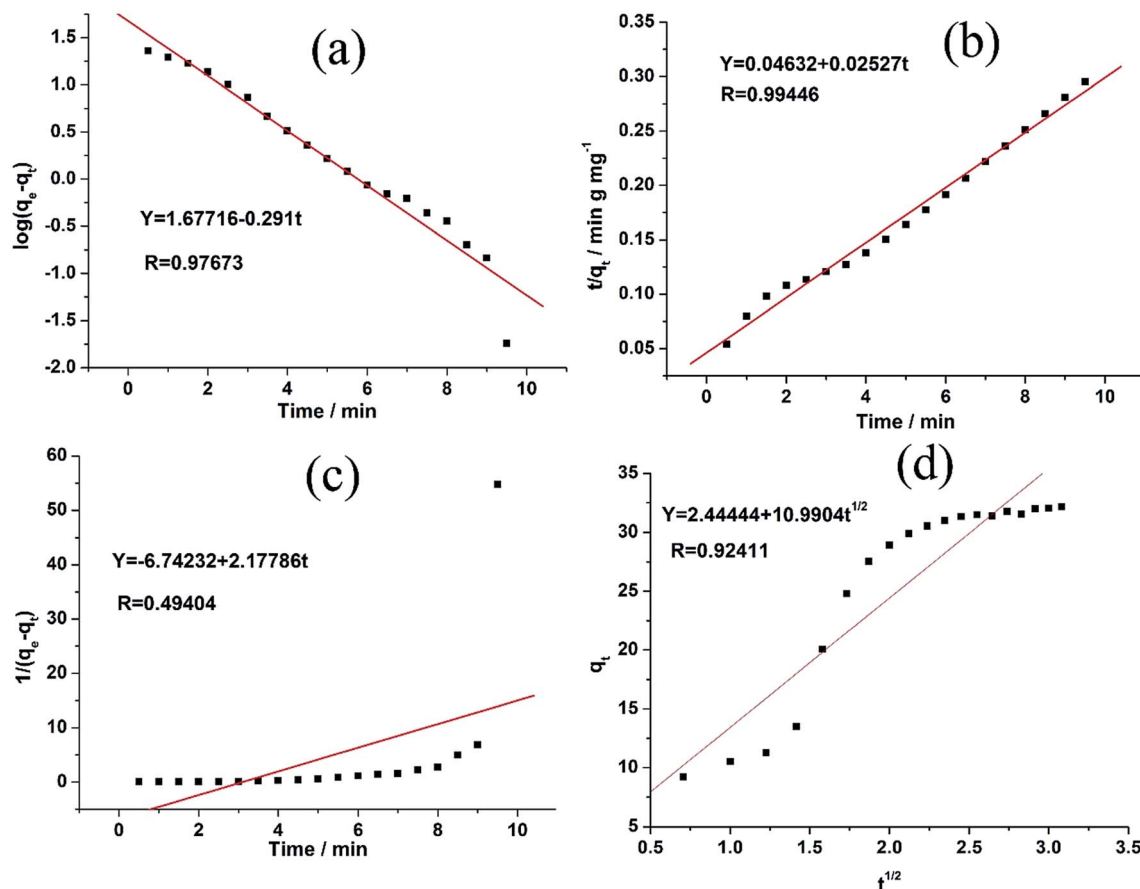 (a)
Y=1.67716-0.291t
R=0.97673
log(qₑ-qₜ)
1.5
1.0
0.5
0.0
-0.5
-1.0
-1.5
-2.0
0 2 4 6 8 10
Time / min
(b)
Y=0.04632+0.02527t
R=0.99446
t/qₜ / min g mg⁻¹
0.35
0.30
0.25
0.20
0.15
0.10
0.05
0 2 4 6 8 10
Time / min
(c)
Y=-6.74232+2.17786t
R=0.49404
1/(qₑ-qₜ)
60
50
40
30
20
10
0
0 2 4 6 8 10
Time / min
(d)
Y=2.44444+10.9904t¹ᐟ²
R=0.92411
qₜ
35
30
25
20
15
10
5
0.5 1.0 1.5 2.0 2.5 3.0 3.5
t¹ᐟ²